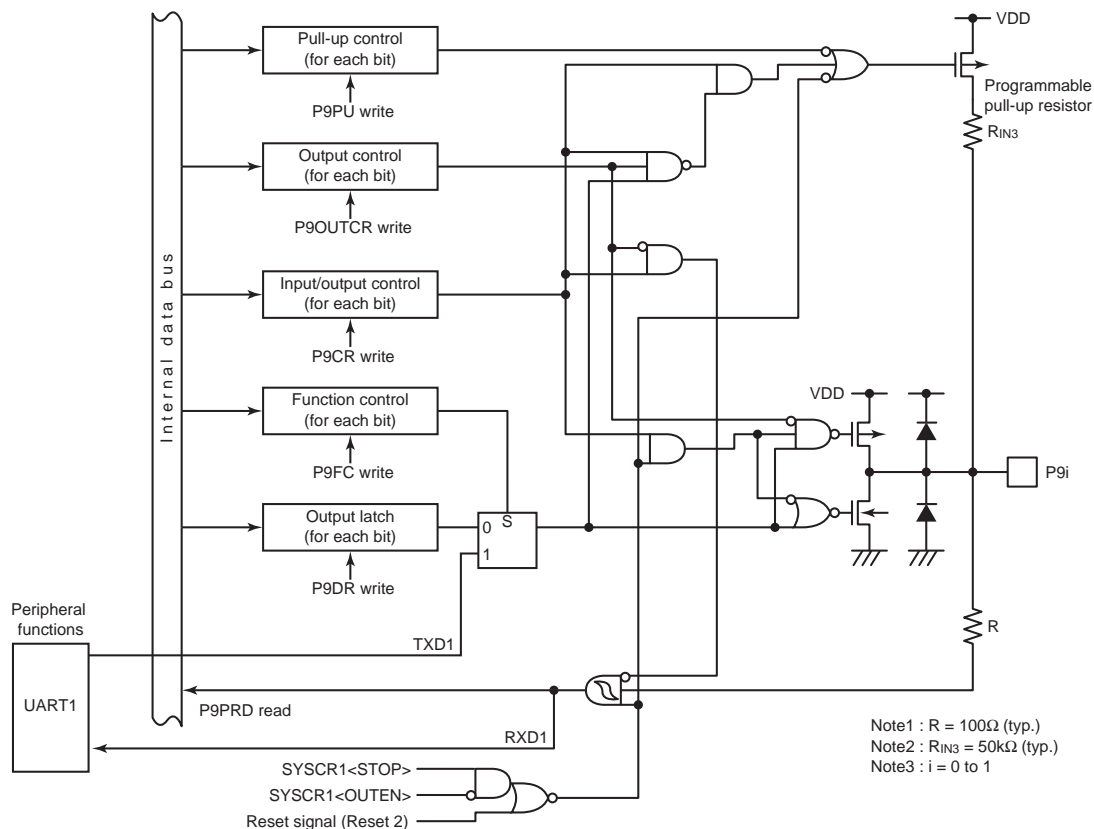 VDD
Pull-up control
(for each bit)
P9PU write
Programmable
pull-up resistor
RIN3
Output control
(for each bit)
P9OUTCR write
Internal data bus
Input/output control
(for each bit)
P9CR write
Function control
(for each bit)
P9FC write
VDD
P9i
Output latch
(for each bit)
P9DR write
0
S
1
Peripheral
functions
TXD1
R
UART1
P9PRD read
RXD1
Note1 : R = 100Ω (typ.)
Note2 : RIN3 = 50kΩ (typ.)
Note3 : i = 0 to 1
SYSCR1<STOP>
SYSCR1<OUTEN>
Reset signal (Reset 2)